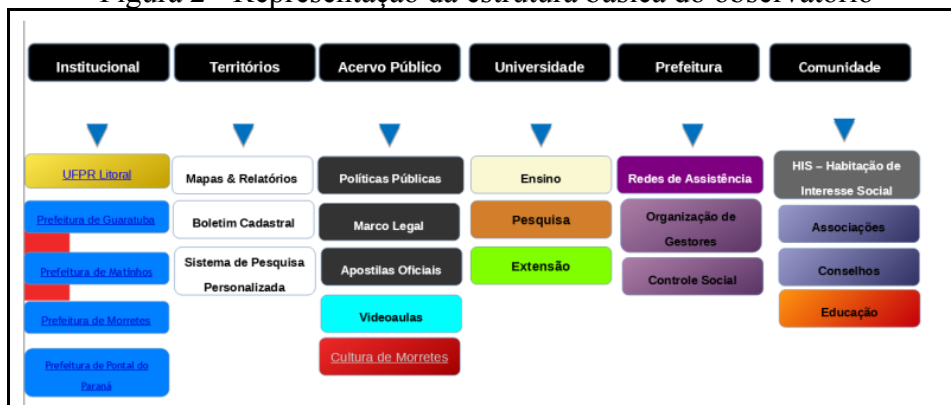 Figura 2 - Representação da estrutura básica do observatório
Institucional
Territórios
Acervo Público
Universidade
Prefeitura
Comunidade
UFPR Litoral
Prefeitura de Guaratuba
Prefeitura de Matinhos
Prefeitura de Morretes
Prefeitura de Pontal do
Paraná
Mapas & Relatórios
Boletim Cadastral
Sistema de Pesquisa
Personalizada
Políticas Públicas
Marco Legal
Apostilas Oficiais
Videoaulas
Cultura de Morretes
Ensino
Pesquisa
Extensão
Redes de Assistência
Organização de
Gestores
Controle Social
HIS – Habitação de
Interesse Social
Associações
Conselhos
Educação